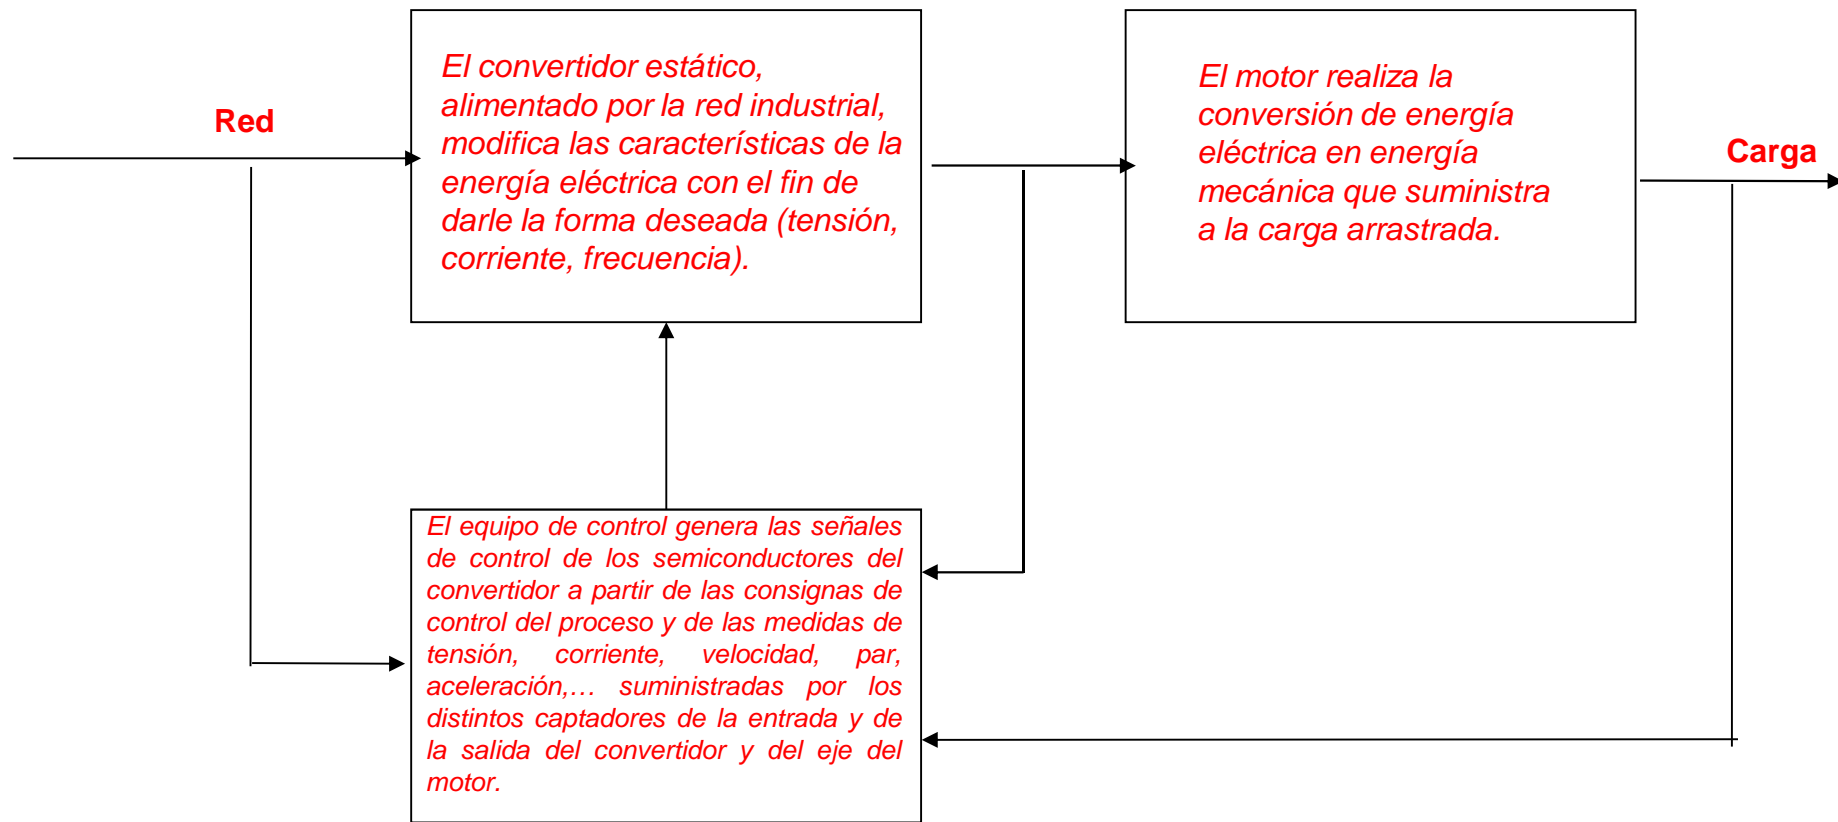 Red
El convertidor estático,
alimentado por la red industrial,
modifica las características de la
energía eléctrica con el fin de
darle la forma deseada (tensión,
corriente, frecuencia).
El motor realiza la
conversión de energía
eléctrica en energía
mecánica que suministra
a la carga arrastrada.
Carga
El equipo de control genera las señales
de control de los semiconductores del
convertidor a partir de las consignas de
control del proceso y de las medidas de
tensión, corriente, velocidad, par,
aceleración,… suministradas por los
distintos captadores de la entrada y de
la salida del convertidor y del eje del
motor.